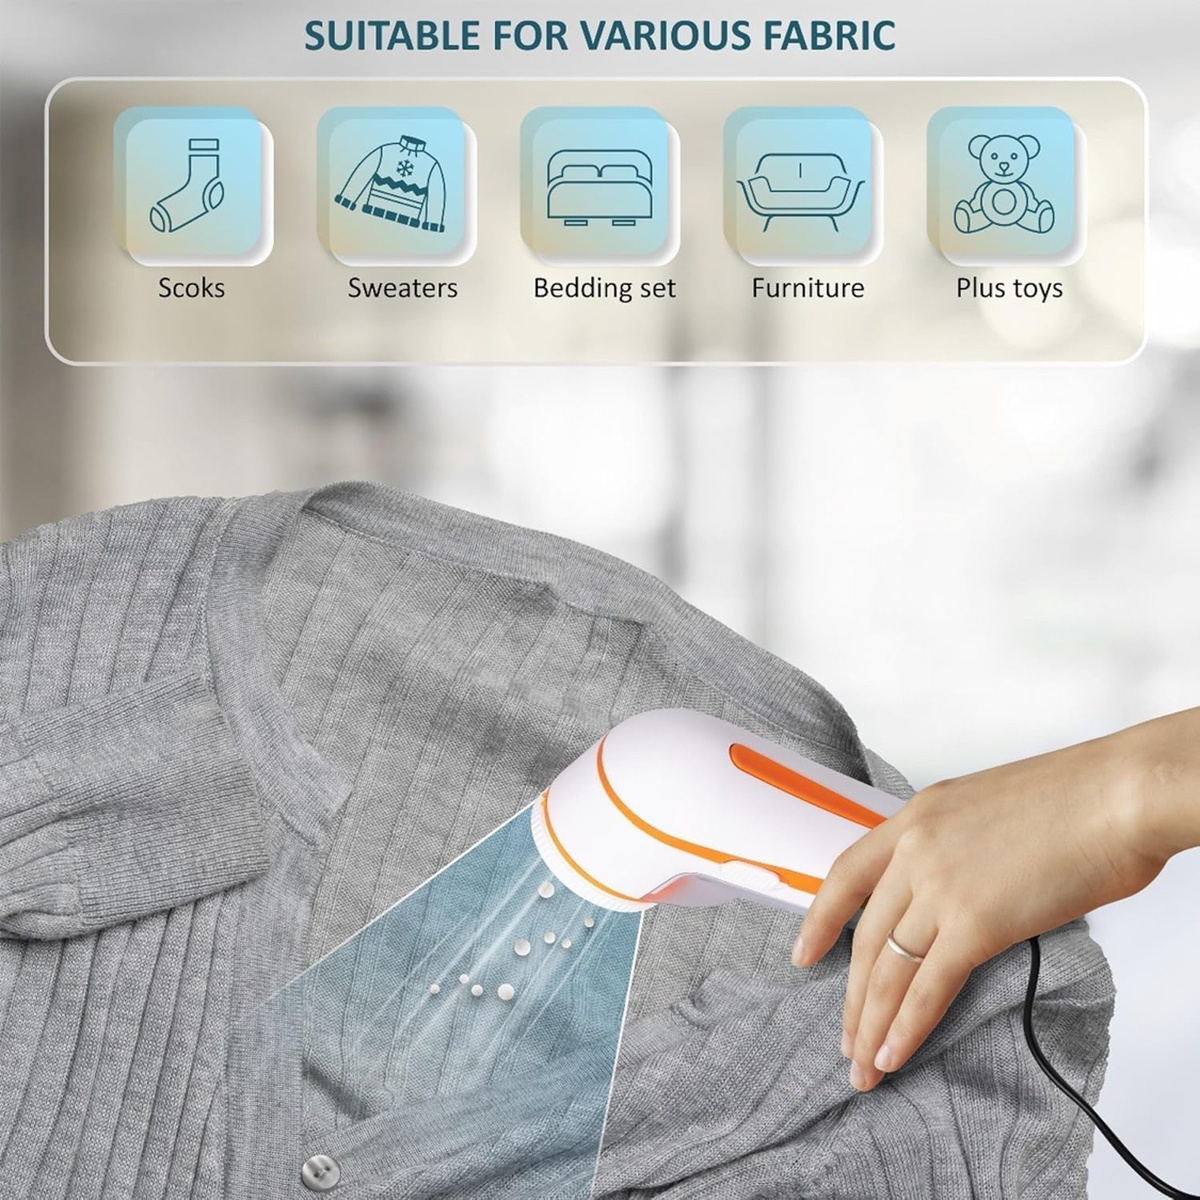 SUITABLE FOR VARIOUS FABRIC
Scoks
Sweaters
Bedding set
Furniture
Plus toys